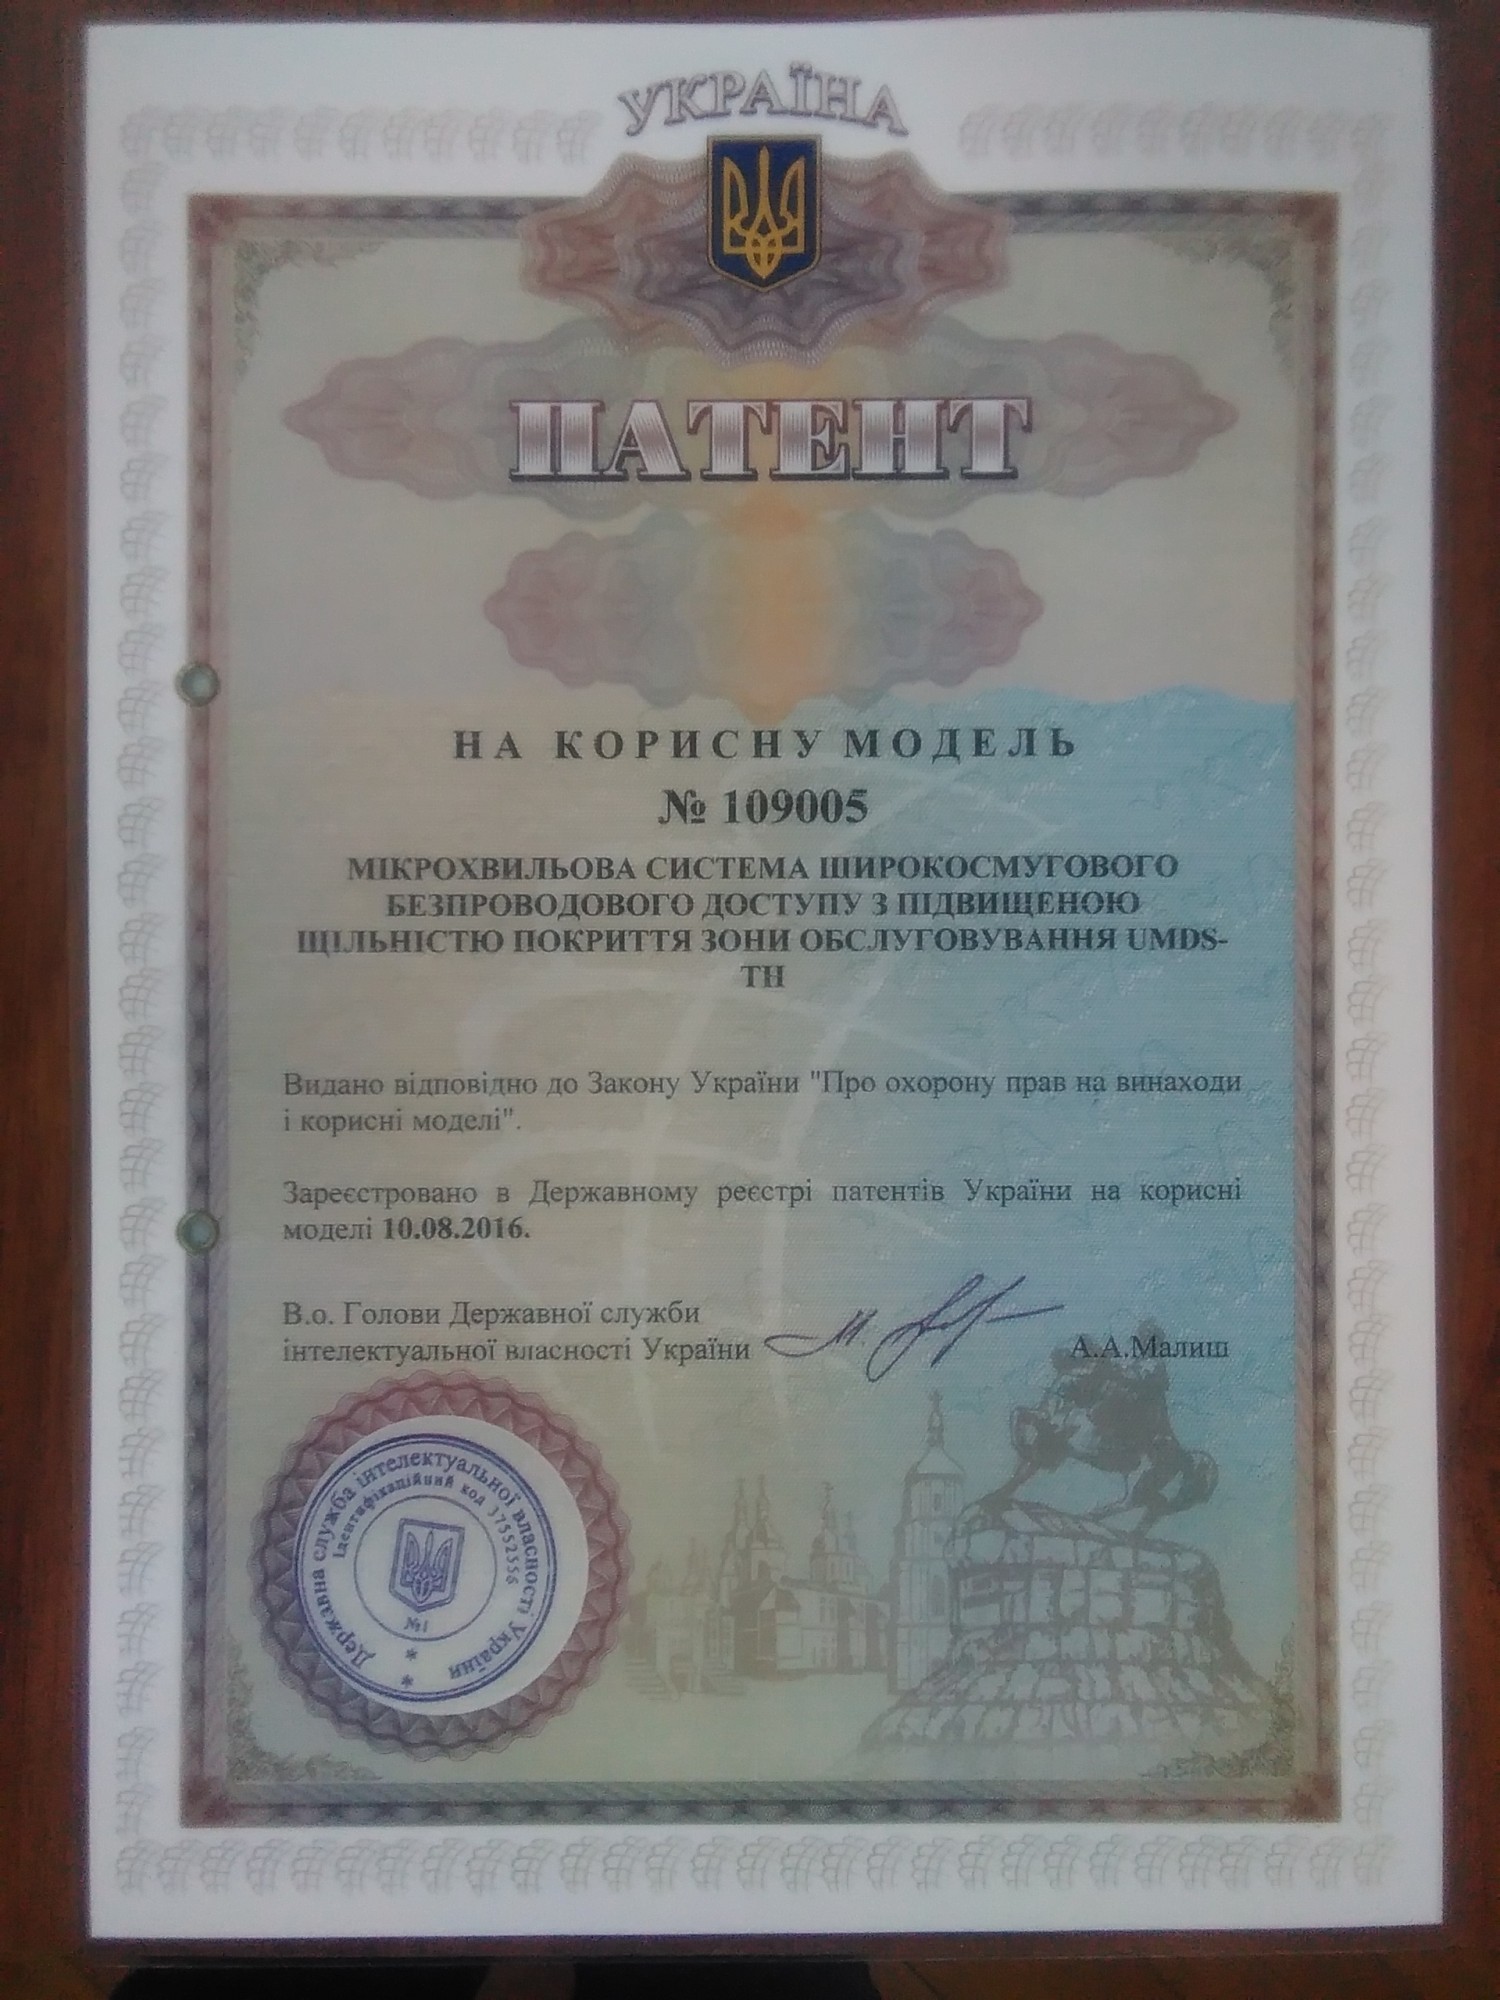 УКРАЇНА
ПАТЕНТ
НА КОРИСНУ МОДЕЛЬ
№ 109005
МІКРОХВИЛЬОВА СИСТЕМА ШИРОКОСМУГОВОГО
БЕЗПРОВОДОВОГО ДОСТУПУ З ПІДВИЩЕНОЮ
ЩІЛЬНІСТЮ ПОКРИТТЯ ЗОНИ ОБСЛУГОВУВАННЯ UMDS-
TH
Видано відповідно до Закону України "Про охорону прав на винаходи
і корисні моделі".
Зареєстровано в Державному реєстрі патентів України на корисні
моделі 10.08.2016.
В.о. Голови Державної служби
інтелектуальної власності України
А.А.Малиш
Державна служба інтелектуальної власності України
ідентифікаційний код 37552556
№1